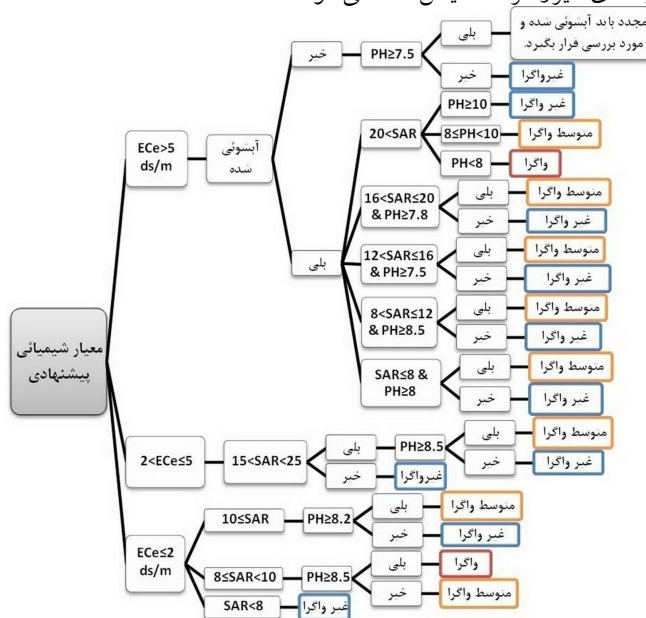 مجدد باید آبشوئی شده و
مورد بررسی قرار بگیرد.
بلی
خیر
PH≥7.5
خیر
غیرواگرا
PH≥10
غیر واگرا
20<SAR
8≤PH<10
متوسط واگرا
PH<8
واگرا
ECe>5
ds/m
آبشوئی
شده
16<SAR≤20
& PH≥7.8
بلی
متوسط واگرا
خیر
غیر واگرا
بلی
12<SAR≤16
& PH≥7.5
بلی
متوسط واگرا
خیر
غیر واگرا
8<SAR≤12
& PH≥8.5
بلی
متوسط واگرا
خیر
غیر واگرا
SAR≤8 &
PH≥8
بلی
متوسط واگرا
خیر
غیر واگرا
معیار شیمیائی
پیشنهادی
2<ECe≤5
15<SAR<25
بلی
PH≥8.5
بلی
متوسط واگرا
خیر
غیر واگرا
خیر
غیرواگرا
ECe≤2
ds/m
10≤SAR
PH≥8.2
بلی
متوسط واگرا
خیر
غیر واگرا
8≤SAR<10
PH≥8.5
بلی
واگرا
خیر
متوسط واگرا
SAR<8
غیر واگرا